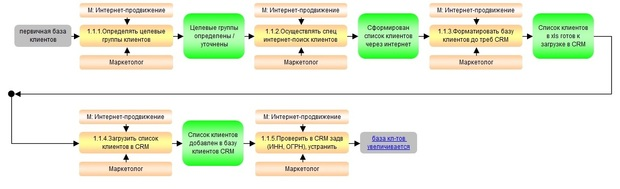 М: Интернет-продвижение
М: Интернет-продвижение
М: Интернет-продвижение
первичная база
клиентов
1.1.1.Определять целевые
группы клиентов
Целевые группы
определены /
уточнены
1.1.2.Осуществлять спец
интернет-поиск клиентов
Сформирован
список клиентов
через интернет
1.1.3.Форматировать базу
клиентов до треб CRM
Список клиентов
в xls готов к
загрузке в CRM
Маркетолог
Маркетолог
Маркетолог
М: Интернет-продвижение
М: Интернет-продвижение
1.1.4.Загрузить список
клиентов в CRM
Список клиентов
добавлен в базу
клиентов CRM
1.1.5.Проверить в CRM задв
(ИНН, ОГРН), устранить
база кл-тов
увеличивается
Маркетолог
Маркетолог